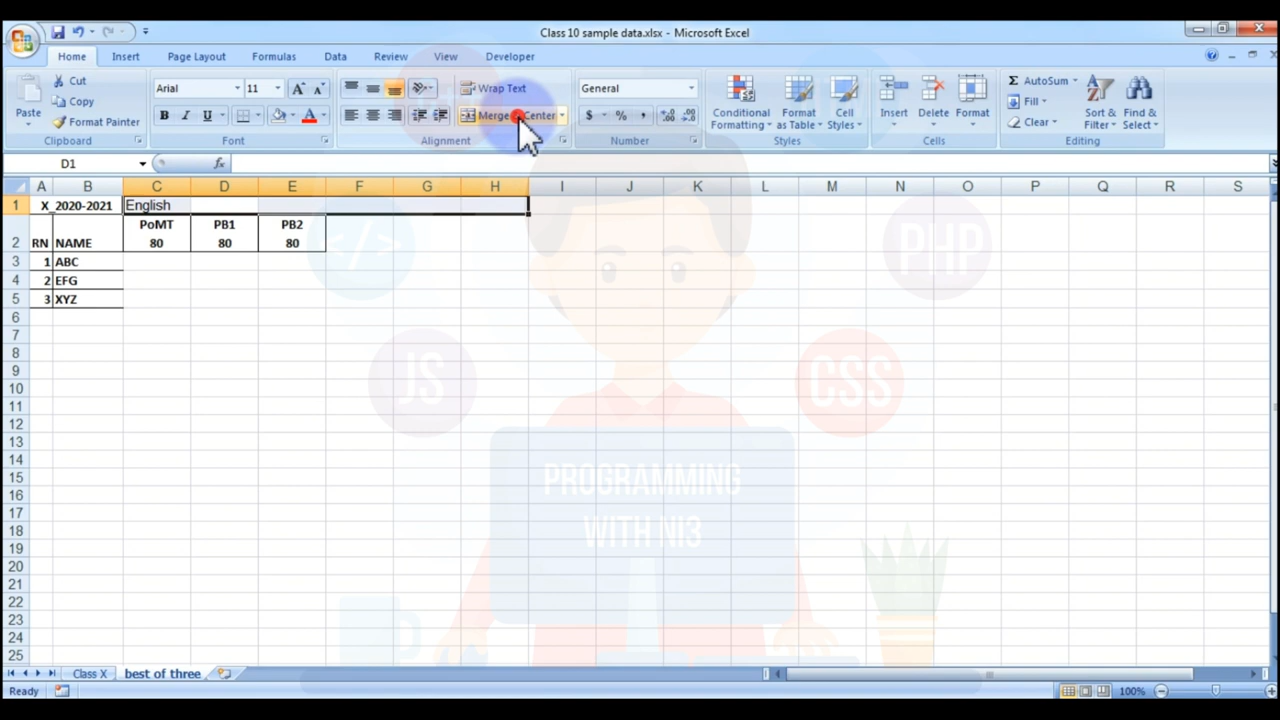 Class 10 sample data.xlsx - Microsoft Excel
Home Insert Page Layout Formulas Data Review View Developer
Paste
Cut
Copy
Format Painter
Clipboard
Arial 11 A A
B I U A
Font
Wrap Text
Merge Center
Alignment
General
$ % ,
Number
Conditional Formatting
Format as Table
Cell Styles
Styles
Insert Delete Format
Cells
Σ AutoSum
Fill
Clear
Sort & Filter
Find & Select
Editing
D1 fx
A B C D E F G H I J K L M N O P Q R S
1 X_2020-2021 English
PoMT PB1 PB2
2 RN NAME 80 80 80
3 1 ABC
4 2 EFG
5 3 XYZ
6
7
8
9
10
11
12
13
14
15
16
17
18
19
20
21
22
23
24
25
</>
PHP
JS
CSS
PROGRAMMING
WITH NI3
Class X best of three
Ready 100%